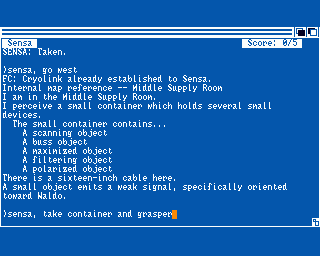 Sensa Score: 0/5
SENSA: Taken.
)sensa, go west
FC: Cryolink already established to Sensa.
Internal map reference -- Middle Supply Room
I am in the Middle Supply Room.
I perceive a small container which holds several small
devices.
The small container contains...
A scanning object
A buss object
A maximized object
A filtering object
A polarized object
There is a sixteen-inch cable here.
A small object emits a weak signal, specifically oriented
toward Waldo.
)sensa, take container and grasper